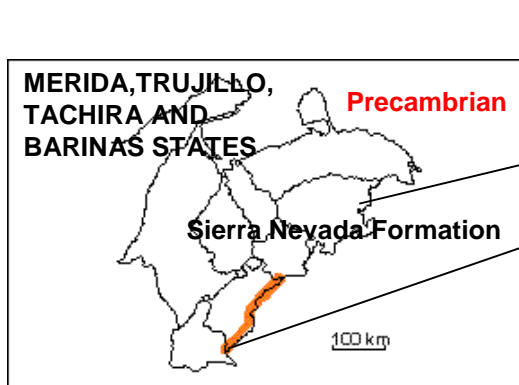 MERIDA,TRUJILLO,
TACHIRA AND
BARINAS STATES
Precambrian
Sierra Nevada Formation
100 km